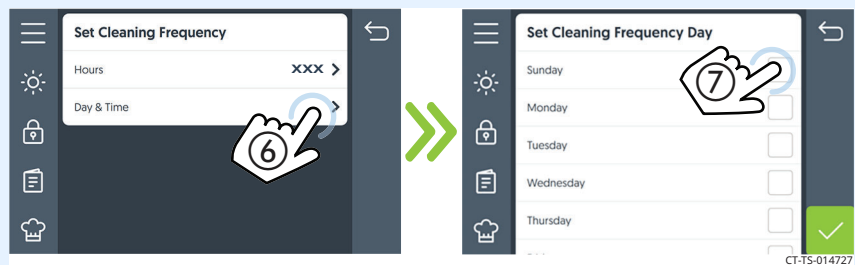 Set Cleaning Frequency
Hours XXX
Day & Time
6
Set Cleaning Frequency Day
Sunday
7
Monday
Tuesday
Wednesday
Thursday
CT-TS-014727